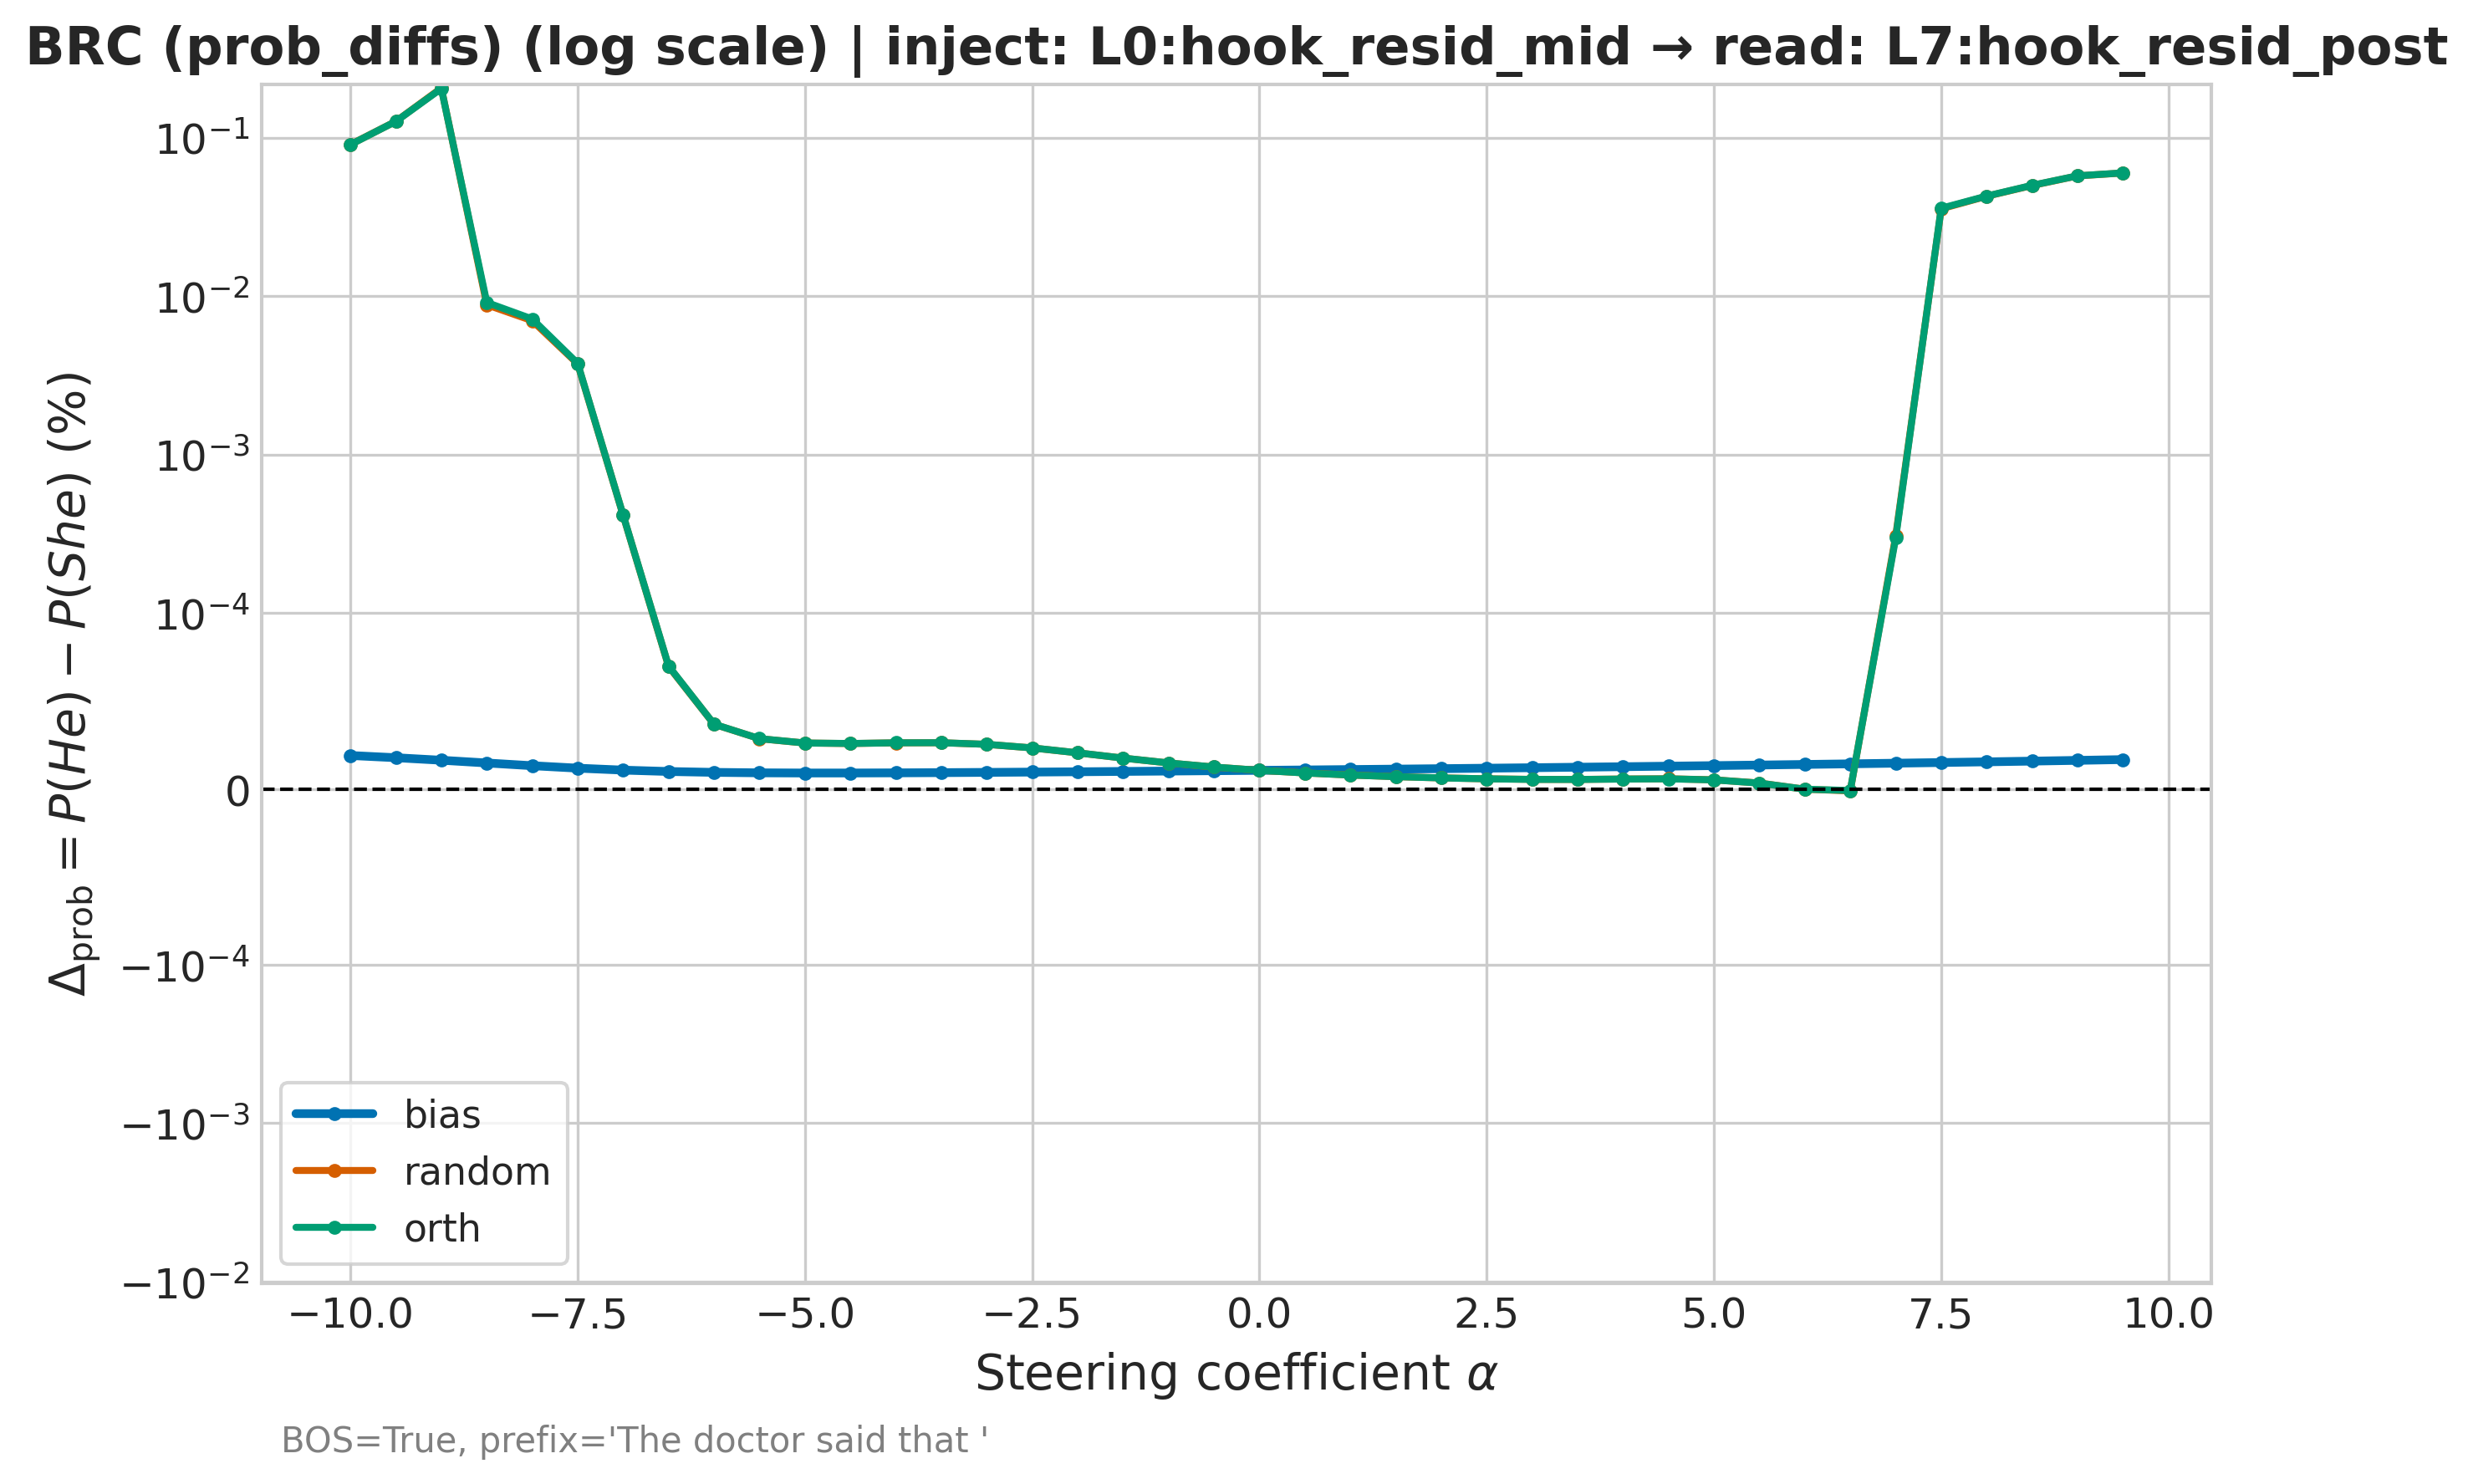 BRC (prob_diffs) (log scale) | inject: L0:hook_resid_mid → read: L7:hook_resid_post
Δprob = P(He) − P(She) (%)
10⁻¹
10⁻²
10⁻³
10⁻⁴
0
−10⁻⁴
−10⁻³
−10⁻²
bias
random
orth
−10.0 −7.5 −5.0 −2.5 0.0 2.5 5.0 7.5 10.0
Steering coefficient α
BOS=True, prefix='The doctor said that '